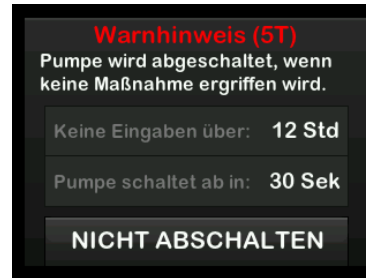 Warnhinweis (5T)
Pumpe wird abgeschaltet, wenn
keine Maßnahme ergriffen wird.
Keine Eingaben über: 12 Std
Pumpe schaltet ab in: 30 Sek
NICHT ABSCHALTEN